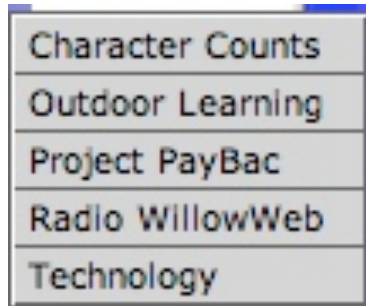 Character Counts
Outdoor Learning
Project PayBac
Radio WillowWeb
Technology